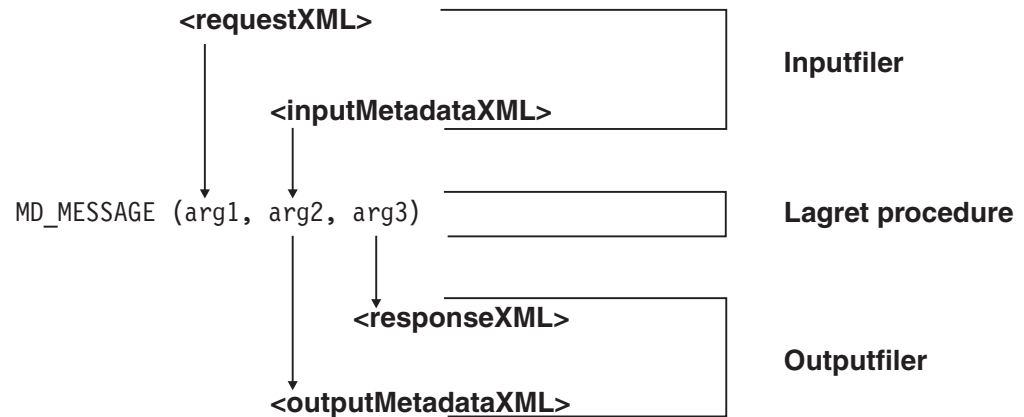 <requestXML>
Inputfiler
<inputMetadataXML>
MD_MESSAGE (arg1, arg2, arg3)
Lagret procedure
<responseXML>
Outputfiler
<outputMetadataXML>